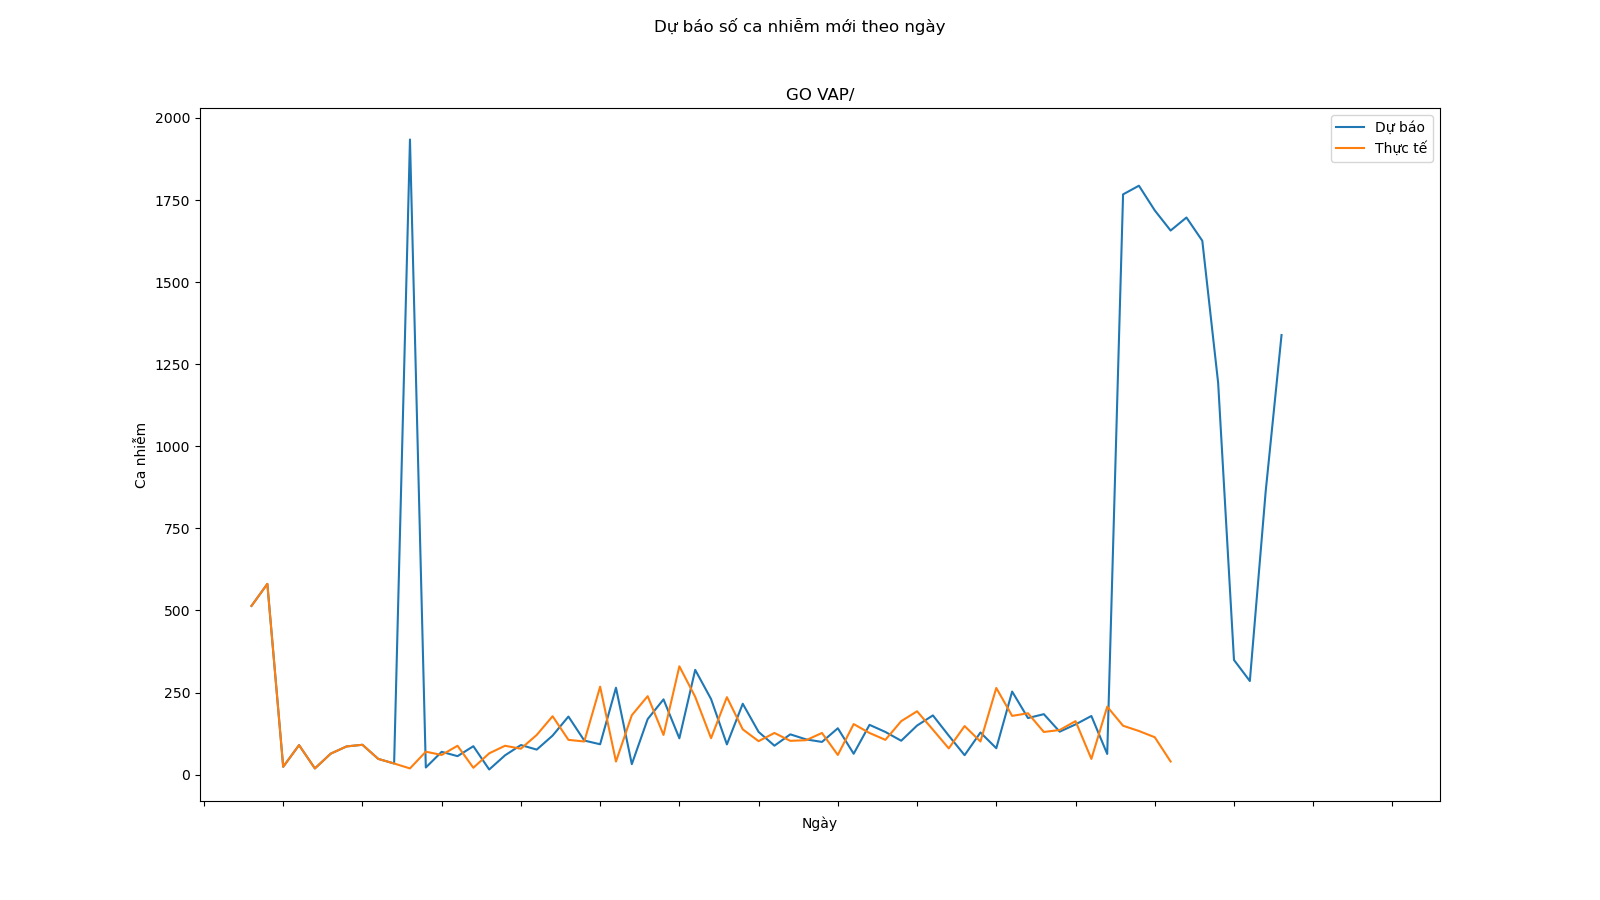 Dự báo số ca nhiễm mới theo ngày
GO VAP/
2000
1750
1500
1250
1000
750
500
250
0
Ca nhiễm
Dự báo
Thực tế
Ngày